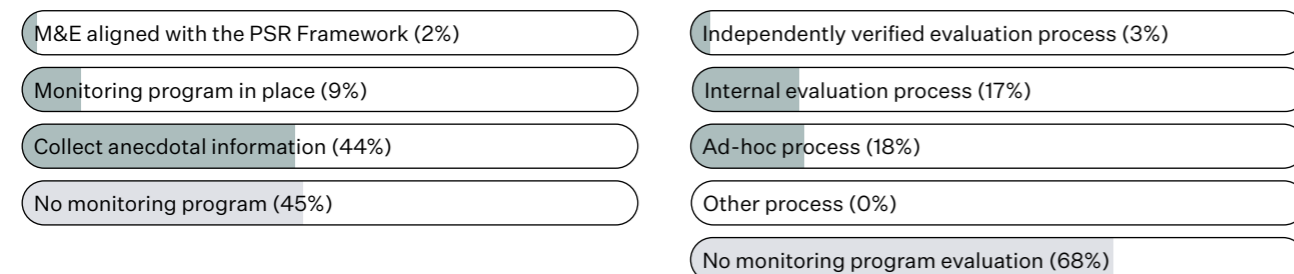 M&E aligned with the PSR Framework (2%)
Monitoring program in place (9%)
Collect anecdotal information (44%)
No monitoring program (45%)
Independently verified evaluation process (3%)
Internal evaluation process (17%)
Ad-hoc process (18%)
Other process (0%)
No monitoring program evaluation (68%)